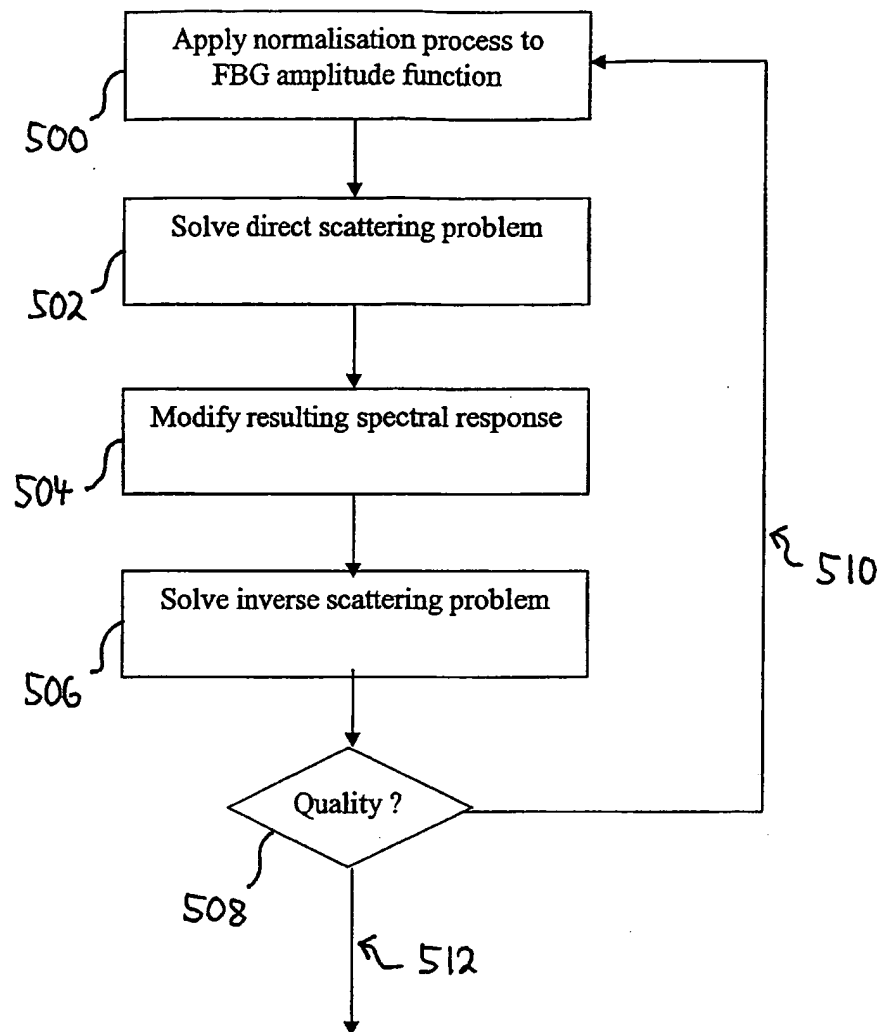 Apply normalisation process to
FBG amplitude function
500
Solve direct scattering problem
502
Modify resulting spectral response
504
510
Solve inverse scattering problem
506
Quality ?
508
512